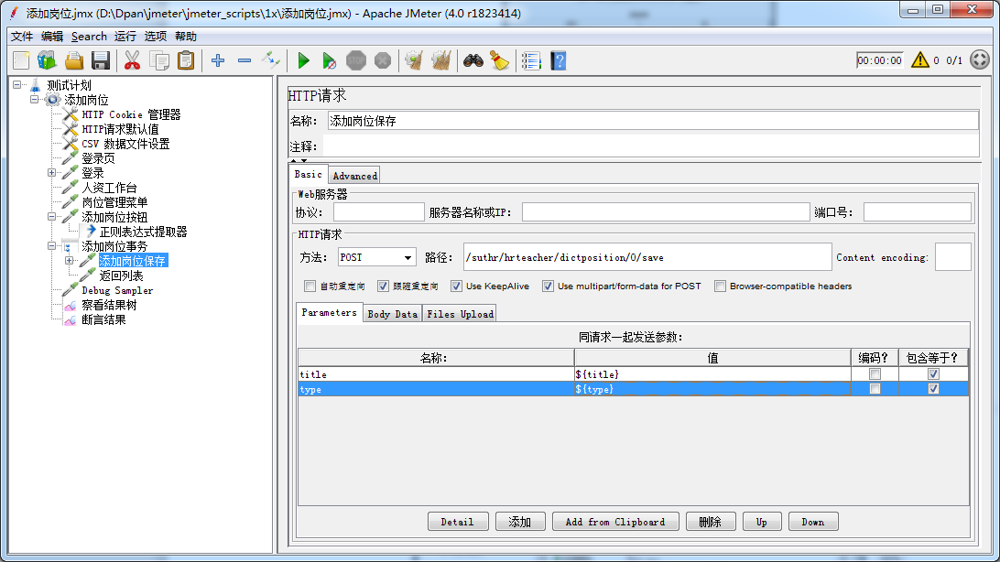 添加岗位.jmx (D:\Dpan\jmeter\jmeter_scripts\1x\添加岗位.jmx) - Apache JMeter (4.0 r1823414)
文件 编辑 Search 运行 选项 帮助
00:00:00 0 0/1
测试计划
添加岗位
HTTP Cookie 管理器
HTTP请求默认值
CSV 数据文件设置
登录页
登录
人资工作台
岗位管理菜单
添加岗位按钮
正则表达式提取器
添加岗位事务
添加岗位保存
返回列表
Debug Sampler
察看结果树
断言结果
HTTP请求
名称: 添加岗位保存
注释:
Basic Advanced
Web服务器
协议: 服务器名称或IP: 端口号:
HTTP请求
方法: POST 路径: /suthr/hrteacher/dictposition/0/save Content encoding:
自动重定向 跟随重定向 Use KeepAlive Use multipart/form-data for POST Browser-compatible headers
Parameters Body Data Files Upload
同请求一起发送参数:
名称: 值 编码? 包含等于?
title ${title}
type ${type}
Detail 添加 Add from Clipboard 删除 Up Down